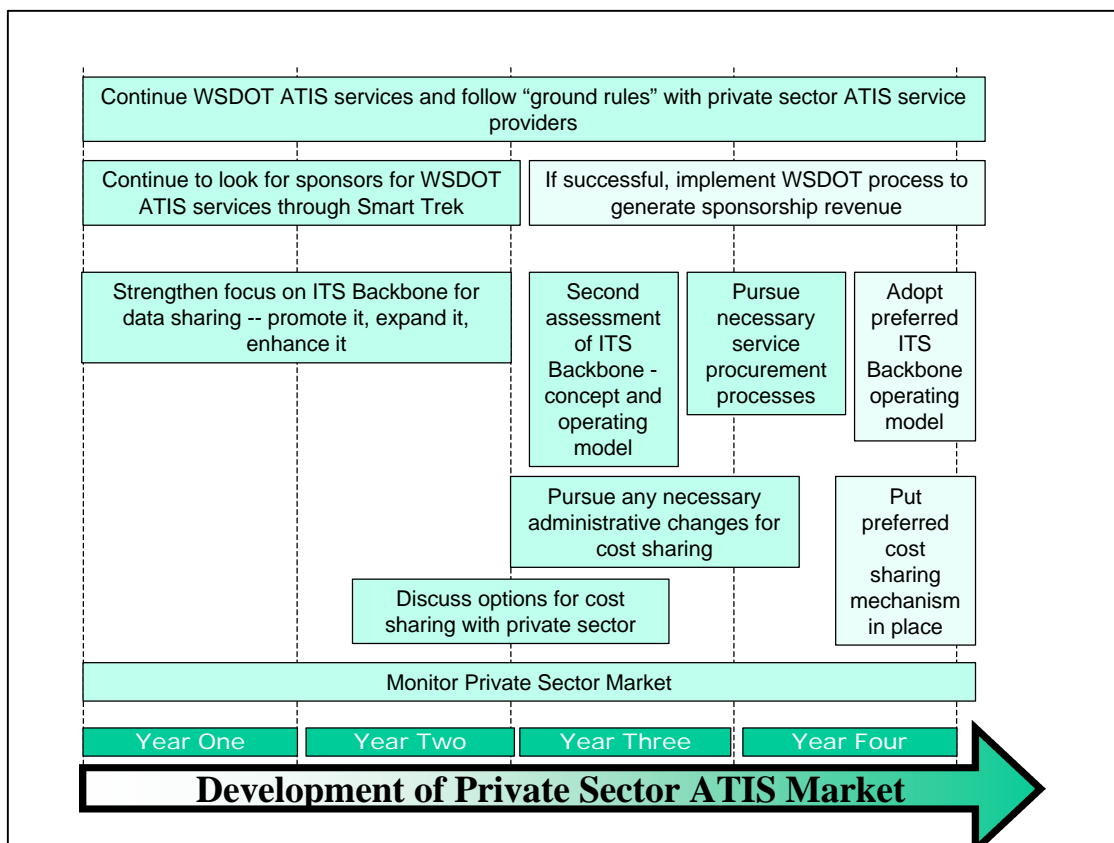 Continue WSDOT ATIS services and follow “ground rules” with private sector ATIS service
providers
Continue to look for sponsors for WSDOT
ATIS services through Smart Trek
If successful, implement WSDOT process to
generate sponsorship revenue
Strengthen focus on ITS Backbone for
data sharing -- promote it, expand it,
enhance it
Second
assessment
of ITS
Backbone -
concept and
operating
model
Pursue
necessary
service
procurement
processes
Adopt
preferred
ITS
Backbone
operating
model
Pursue any necessary
administrative changes for
cost sharing
Put
preferred
cost
sharing
mechanism
in place
Discuss options for cost
sharing with private sector
Monitor Private Sector Market
Year One
Year Two
Year Three
Year Four
Development of Private Sector ATIS Market